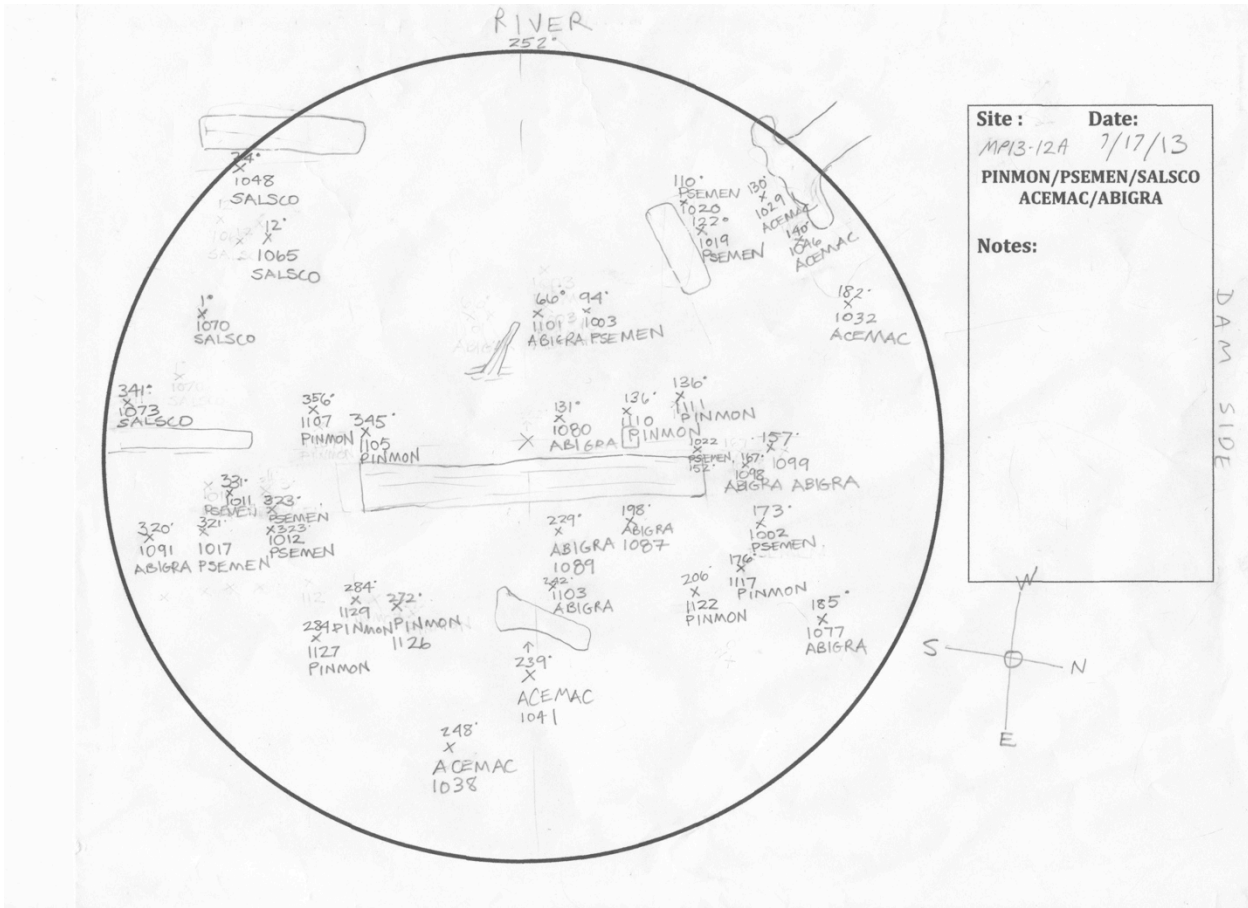 RIVER
252°
Site : Date:
MP13-12A 7/17/13
PINMON/PSEMEN/SALSCO
ACEMAC/ABIGRA
Notes:
DAM SIDE
24°
1048
SALSCO
12°
1065
SALSCO
1°
1070
SALSCO
110°
PSEMEN
1020
122°
1019
PSEMEN
130°
1029
ACEMAC
140°
1046
ACEMAC
182°
1032
ACEMAC
66°
1101
ABIGRA
94°
1003
PSEMEN
341°
1073
SALSCO
356°
1107
PINMON
345°
1105
PINMON
131°
1080
ABIGRA
136°
1110
PINMON
136°
1111
PINMON
1022
PSEMEN
152°
167°
1098
ABIGRA
157°
1099
ABIGRA
331°
1011
PSEMEN
323°
PSEMEN
323°
1012
PSEMEN
320°
1091
ABIGRA
321°
1017
PSEMEN
229°
ABIGRA
1089
198°
ABIGRA
1087
173°
1002
PSEMEN
242°
1103
ABIGRA
206°
1122
PINMON
176°
1117
PINMON
185°
1077
ABIGRA
284°
1129
PINMON
272°
PINMON
1126
284°
1127
PINMON
239°
ACEMAC
1041
248°
ACEMAC
1038
W
S
N
E